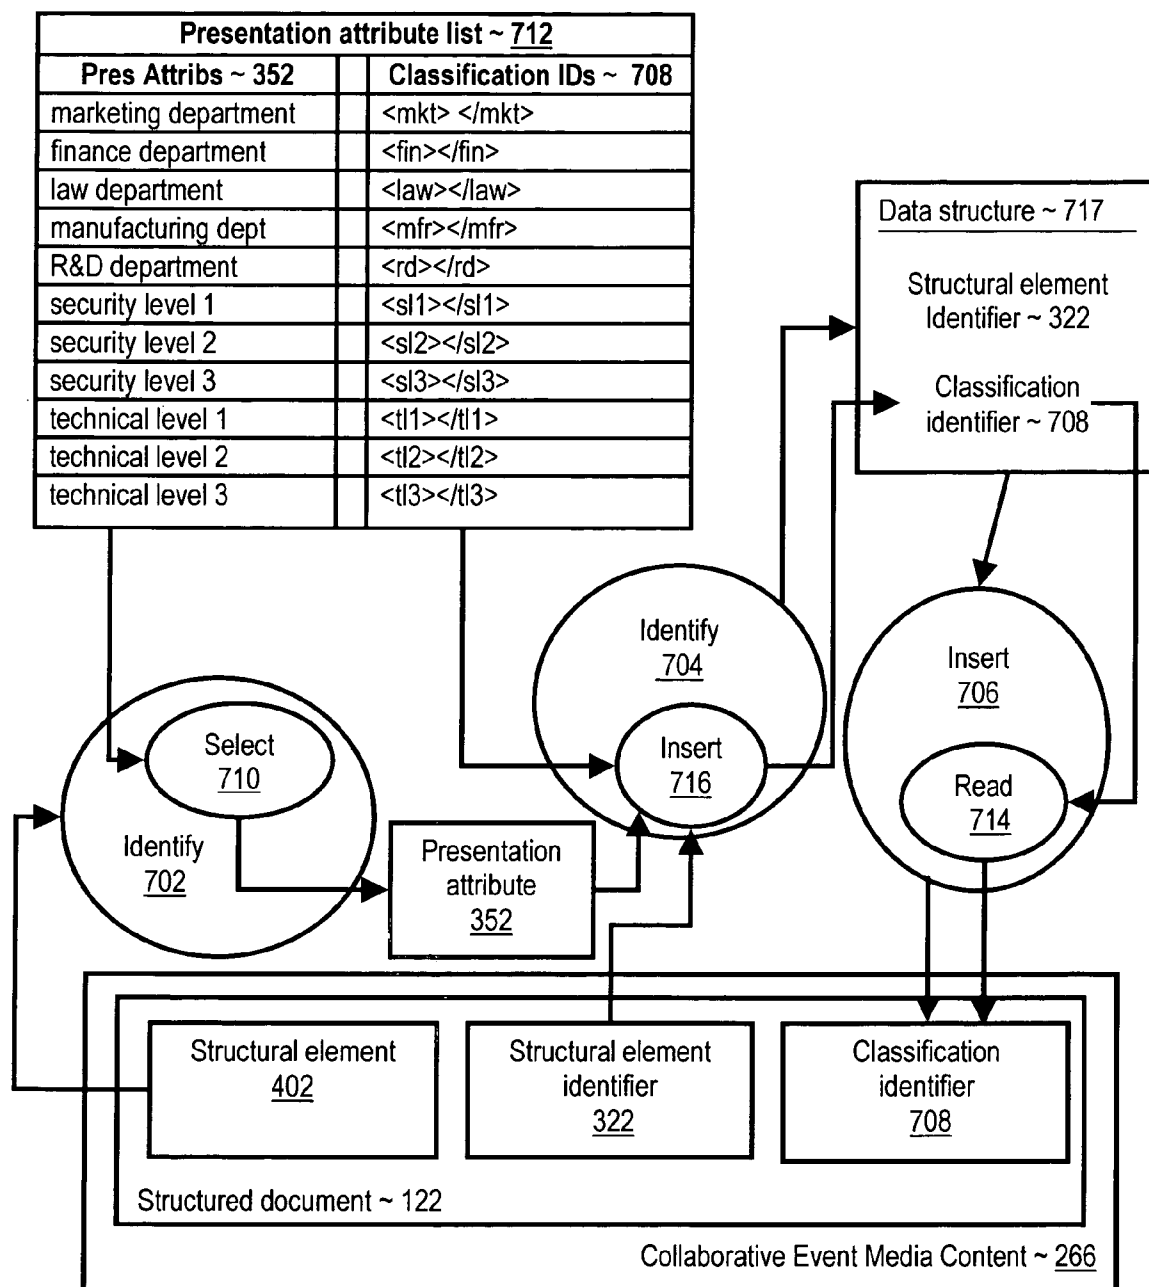 Presentation attribute list ~ 712
Pres Attribs ~ 352 Classification IDs ~ 708
marketing department <mkt> </mkt>
finance department <fin></fin>
law department <law></law>
manufacturing dept <mfr></mfr>
R&D department <rd></rd>
security level 1 <sl1></sl1>
security level 2 <sl2></sl2>
security level 3 <sl3></sl3>
technical level 1 <tl1></tl1>
technical level 2 <tl2></tl2>
technical level 3 <tl3></tl3>
Data structure ~ 717
Structural element
Identifier ~ 322
Classification
identifier ~ 708
Identify
704
Insert
716
Insert
706
Read
714
Select
710
Identify
702
Presentation
attribute
352
Structural element
402
Structural element
identifier
322
Classification
identifier
708
Structured document ~ 122
Collaborative Event Media Content ~ 266